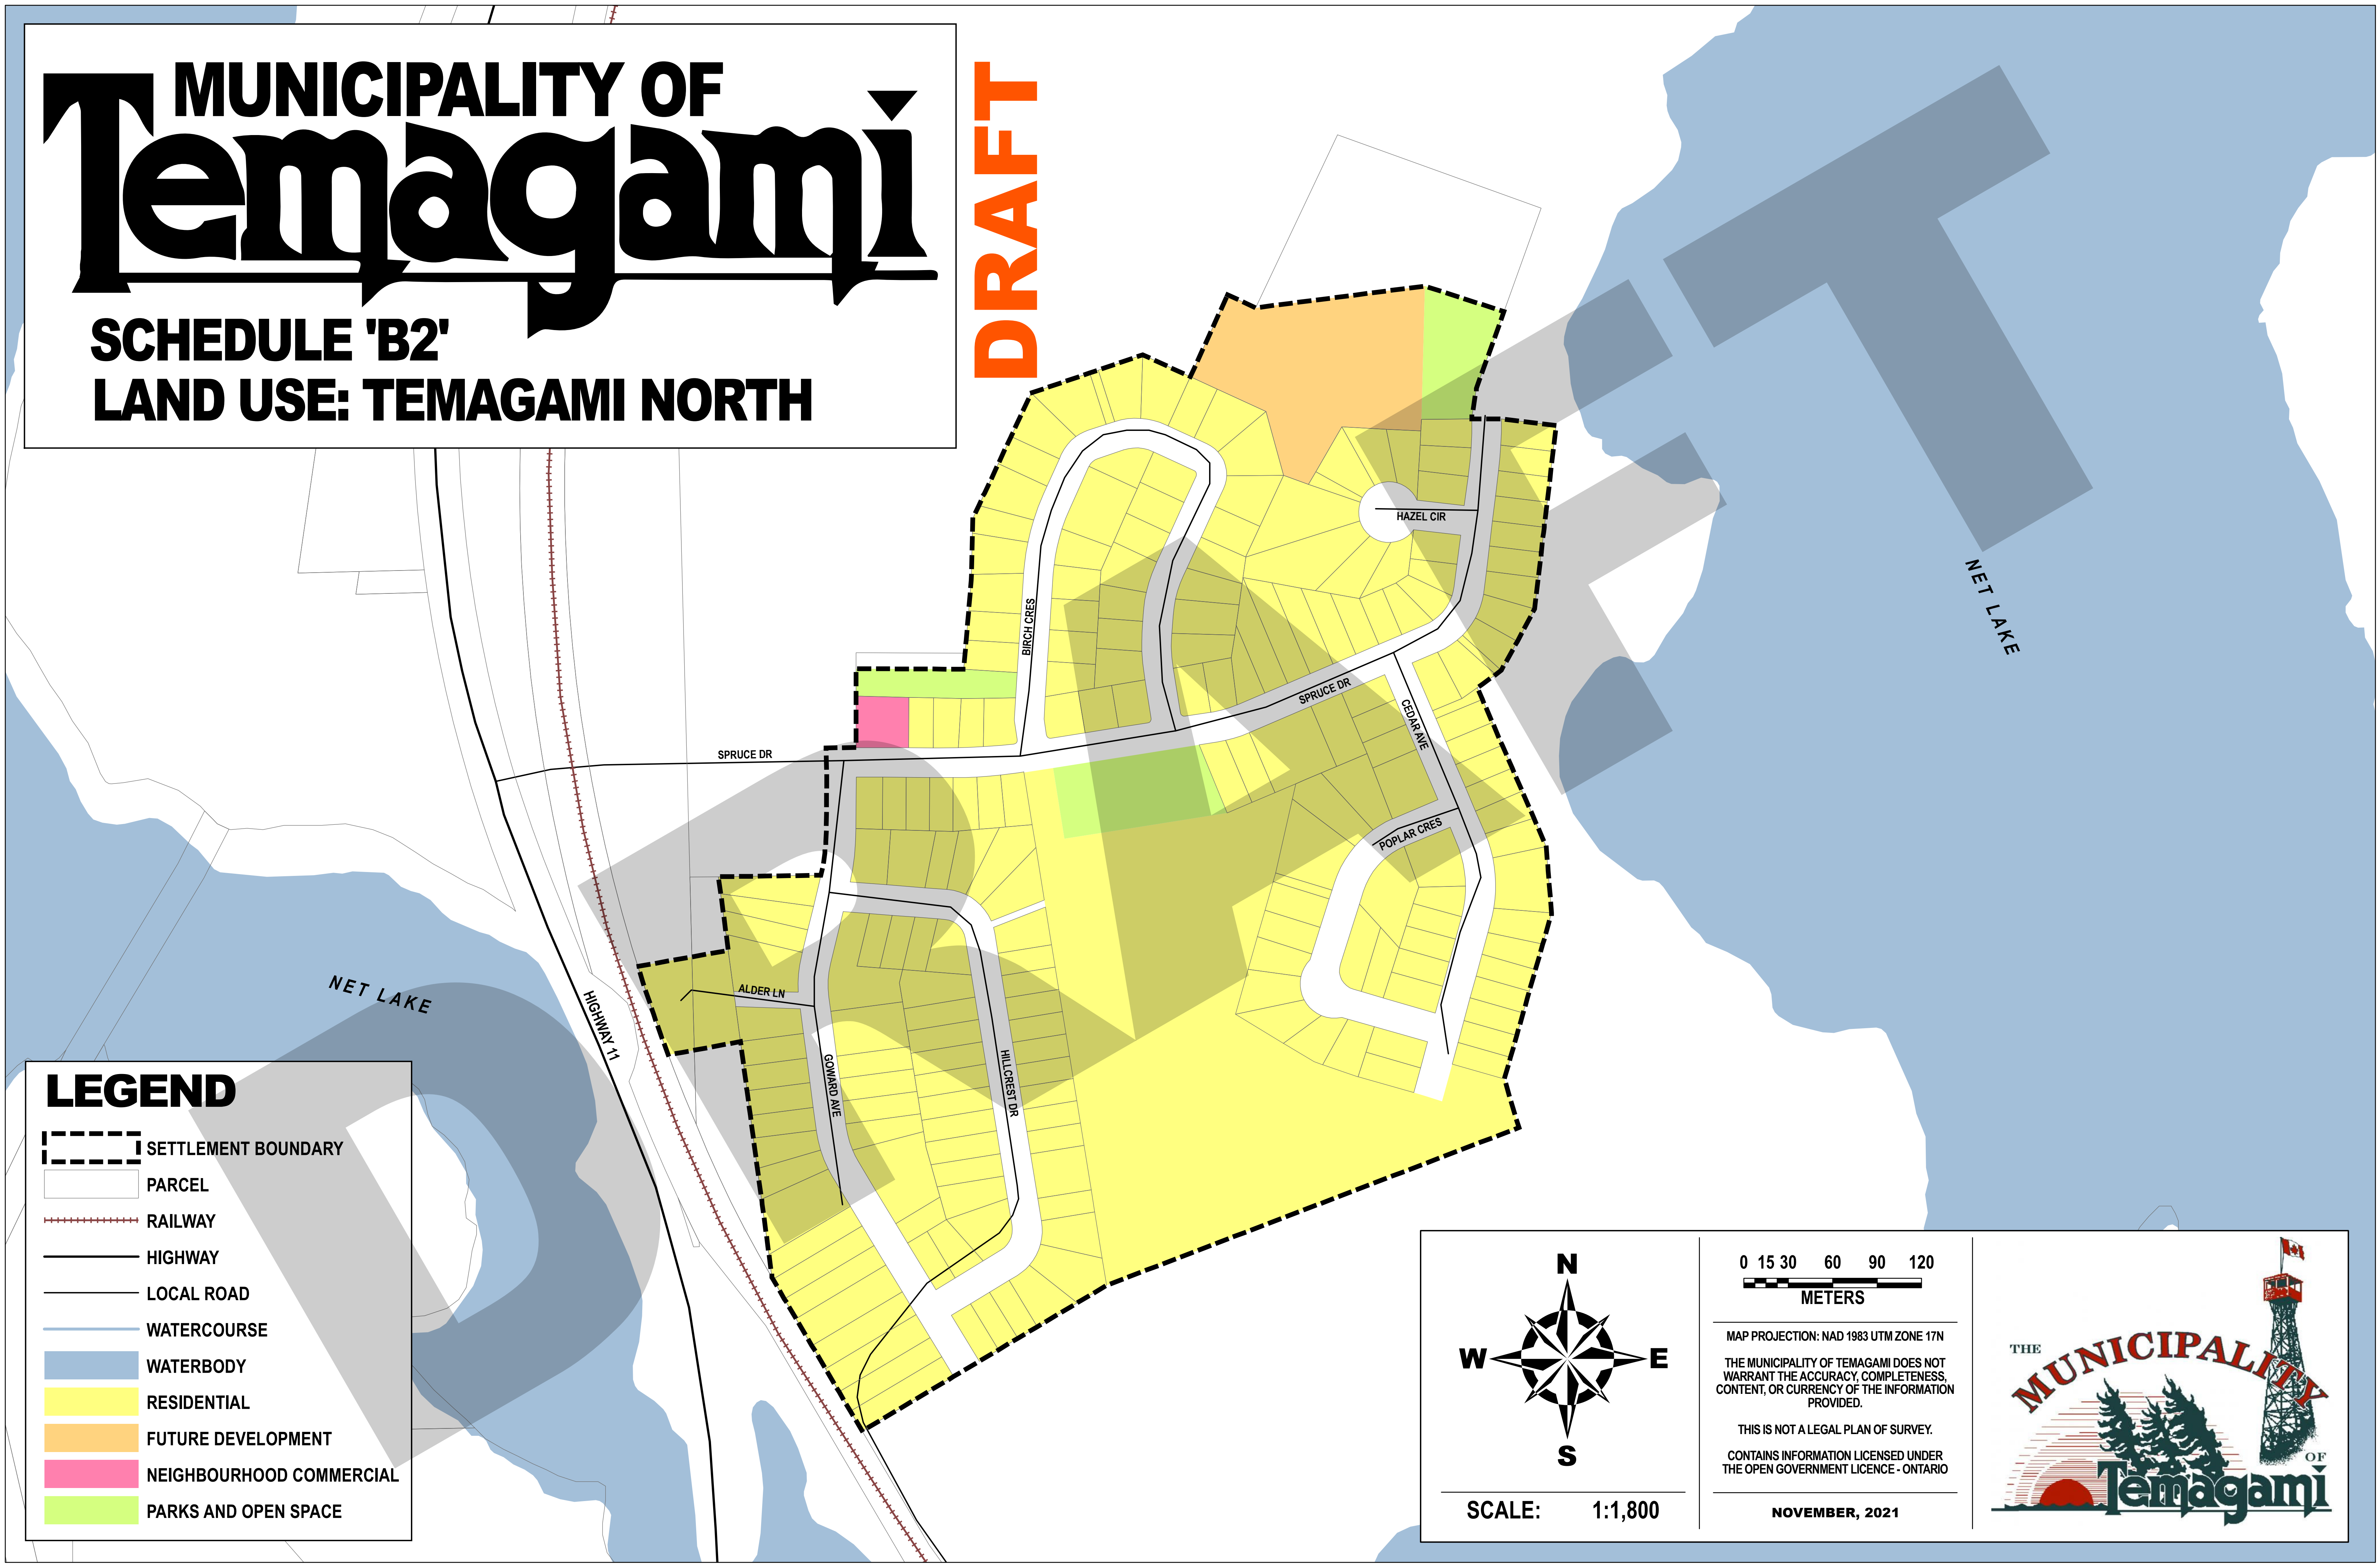 MUNICIPALITY OF
Temagami
SCHEDULE 'B2'
LAND USE: TEMAGAMI NORTH
DRAFT
DRAFT
HAZEL CIR
NET LAKE
BIRCH CRES
SPRUCE DR
CEDAR AVE
SPRUCE DR
POPLAR CRES
ALDER LN
NET LAKE
HIGHWAY 11
GOWARD AVE
HILLCREST DR
LEGEND
SETTLEMENT BOUNDARY
PARCEL
RAILWAY
HIGHWAY
LOCAL ROAD
WATERCOURSE
WATERBODY
RESIDENTIAL
FUTURE DEVELOPMENT
NEIGHBOURHOOD COMMERCIAL
PARKS AND OPEN SPACE
N
W E
S
SCALE: 1:1,800
0 15 30 60 90 120
METERS
MAP PROJECTION: NAD 1983 UTM ZONE 17N
THE MUNICIPALITY OF TEMAGAMI DOES NOT
WARRANT THE ACCURACY, COMPLETENESS,
CONTENT, OR CURRENCY OF THE INFORMATION
PROVIDED.
THIS IS NOT A LEGAL PLAN OF SURVEY.
CONTAINS INFORMATION LICENSED UNDER
THE OPEN GOVERNMENT LICENCE - ONTARIO
NOVEMBER, 2021
THE
MUNICIPALITY
OF
Temagami